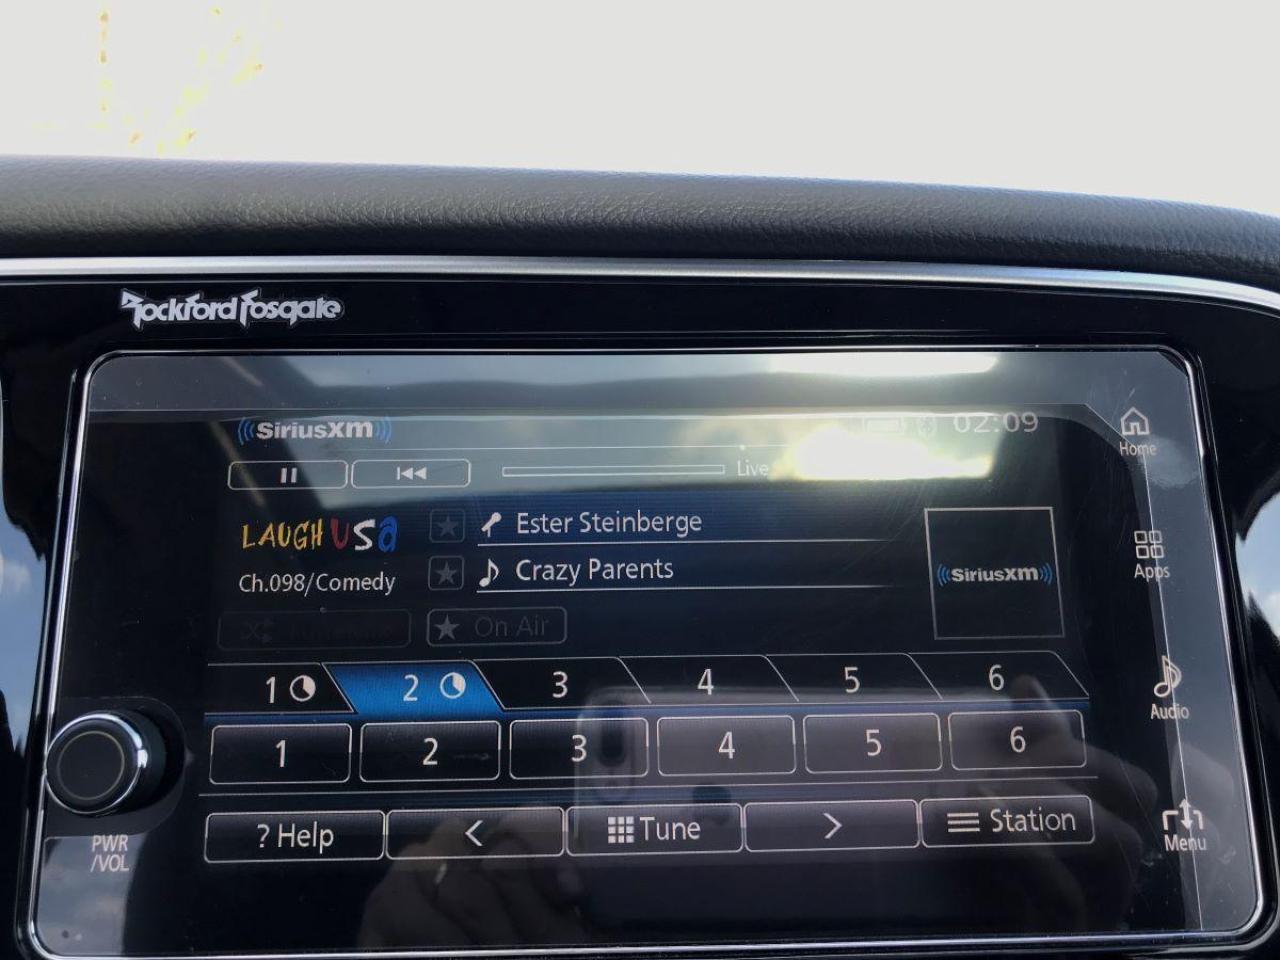 Rockford Fosgate
SiriusXM
02:09
Home
Live
LAUGH USA
Ester Steinberge
Ch.098/Comedy
Crazy Parents
SiriusXM
Apps
On Air
1 2 3 4 5 6
Audio
1 2 3 4 5 6
? Help < Tune > Station
PWR
/VOL
Menu